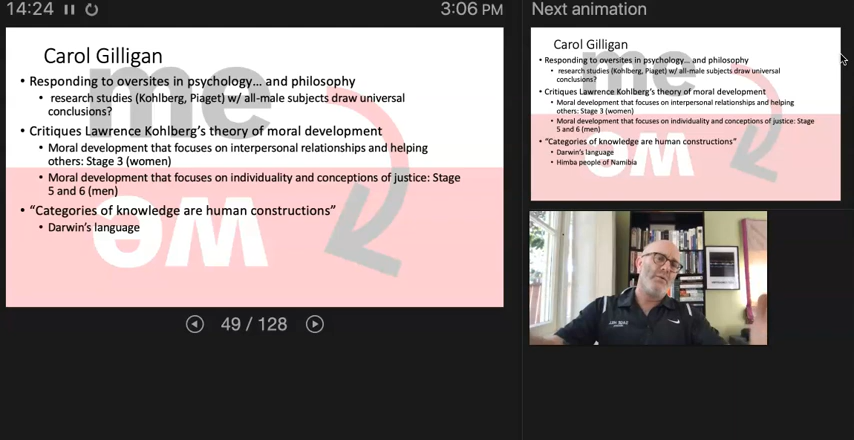 14:24
3:06 PM
Next animation
Carol Gilligan
• Responding to oversites in psychology... and philosophy
• research studies (Kohlberg, Piaget) w/ all-male subjects draw universal
conclusions?
• Critiques Lawrence Kohlberg's theory of moral development
• Moral development that focuses on interpersonal relationships and helping
others: Stage 3 (women)
• Moral development that focuses on individuality and conceptions of justice: Stage
5 and 6 (men)
• "Categories of knowledge are human constructions"
• Darwin's language
me
we
49 / 128
Carol Gilligan
• Responding to oversites in psychology... and philosophy
• research studies (Kohlberg, Piaget) w/ all-male subjects draw universal
conclusions?
• Critiques Lawrence Kohlberg's theory of moral development
• Moral development that focuses on interpersonal relationships and helping
others: Stage 3 (women)
• Moral development that focuses on individuality and conceptions of justice: Stage
5 and 6 (men)
• "Categories of knowledge are human constructions"
• Darwin's language
• Himba people of Namibia
me
we